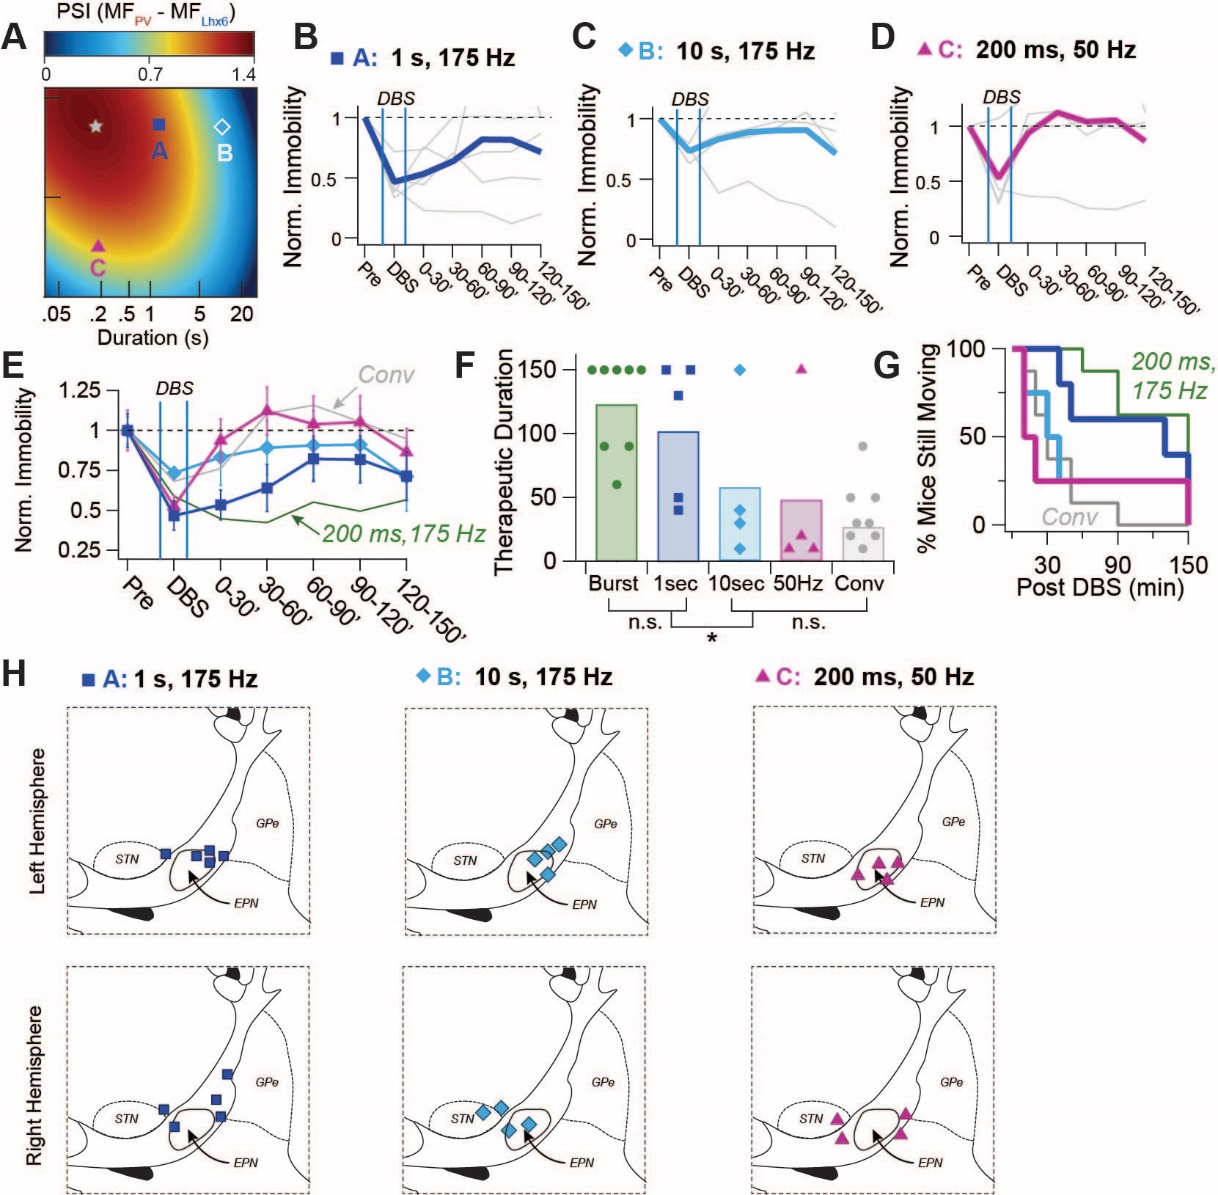 PSI (MF PV - MF Lhx6)
A
0 0.7 1.4
A
B
C
.05 .2 .5 1 5 20
Duration (s)
B
A: 1 s, 175 Hz
DBS
Norm. Immobility
1
0.5
0
Pre DBS 0-30' 30-60' 60-90' 90-120' 120-150'
C
B: 10 s, 175 Hz
DBS
Norm. Immobility
1
0.5
0
Pre DBS 0-30' 30-60' 60-90' 90-120' 120-150'
D
C: 200 ms, 50 Hz
DBS
Norm. Immobility
1
0.5
0
Pre DBS 0-30' 30-60' 60-90' 90-120' 120-150'
E
Norm. Immobility
1.25
1
0.75
0.5
0.25
DBS
Conv
200 ms,175 Hz
Pre DBS 0-30' 30-60' 60-90' 90-120' 120-150'
F
Therapeutic Duration
150
100
50
0
Burst 1sec 10sec 50Hz Conv
n.s. n.s.
*
G
% Mice Still Moving
100
50
0
200 ms,
175 Hz
Conv
30 90 150
Post DBS (min)
H
A: 1 s, 175 Hz
B: 10 s, 175 Hz
C: 200 ms, 50 Hz
Left Hemisphere
GPe
STN
EPN
GPe
STN
EPN
GPe
STN
EPN
Right Hemisphere
GPe
STN
EPN
GPe
STN
EPN
GPe
STN
EPN